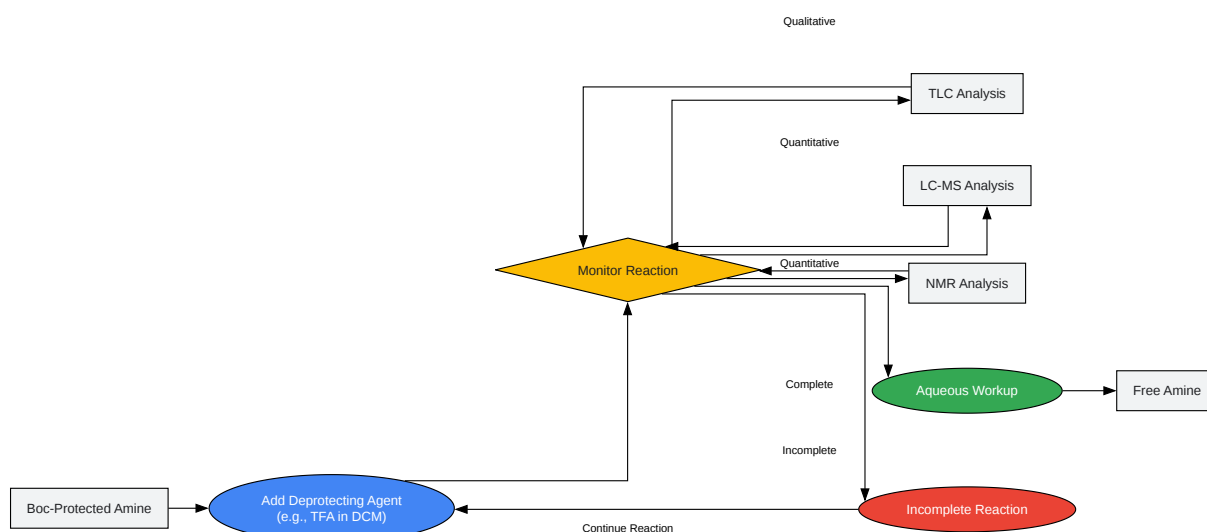 Qualitative
TLC Analysis
Quantitative
LC-MS Analysis
Monitor Reaction
Quantitative
NMR Analysis
Complete
Aqueous Workup
Free Amine
Incomplete
Boc-Protected Amine
Add Deprotecting Agent
(e.g., TFA in DCM)
Incomplete Reaction
Continue Reaction